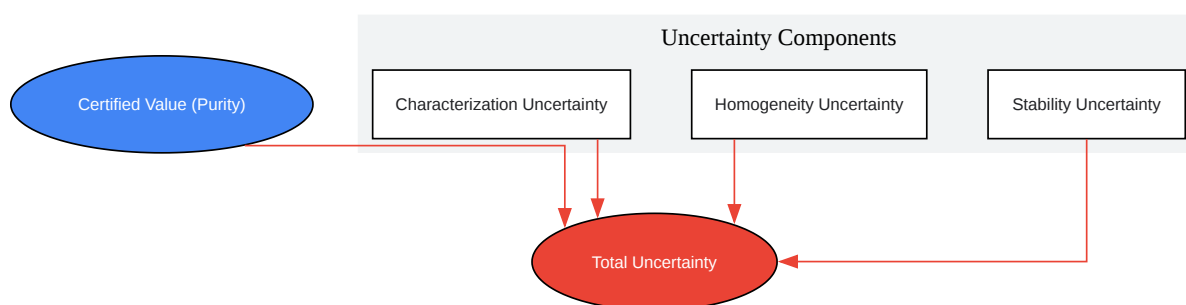 Uncertainty Components
Certified Value (Purity)
Characterization Uncertainty
Homogeneity Uncertainty
Stability Uncertainty
Total Uncertainty